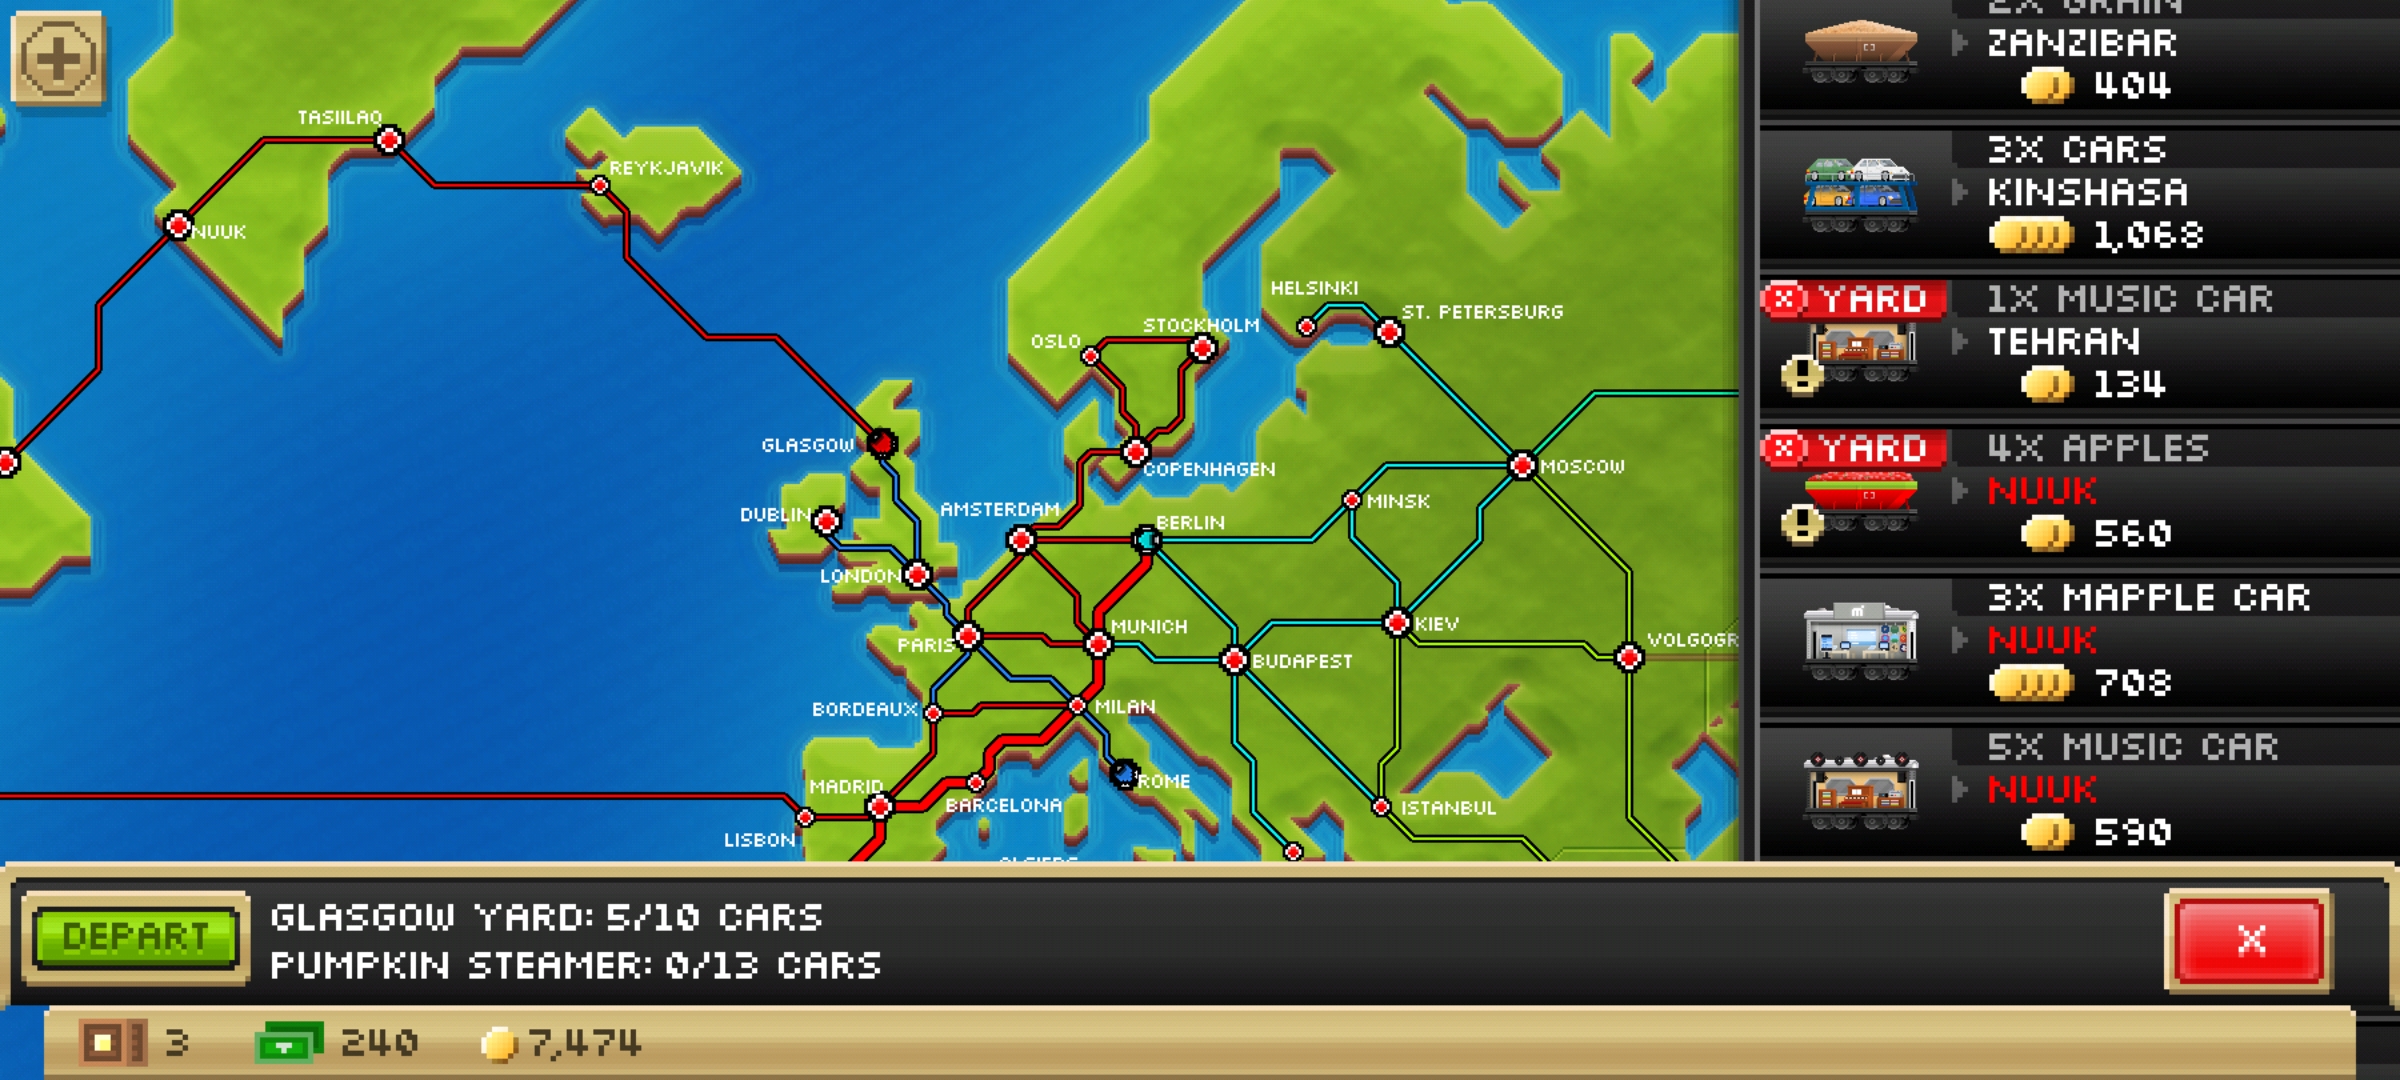 TASIILAQ
REYKJAVIK
NUUK
HELSINKI
ST. PETERSBURG
STOCKHOLM
OSLO
GLASGOW
COPENHAGEN
MOSCOW
MINSK
AMSTERDAM
BERLIN
DUBLIN
LONDON
KIEV
MUNICH
PARIS
BUDAPEST
VOLGOGR
BORDEAUX
MILAN
ROME
MADRID
BARCELONA
ISTANBUL
LISBON
ALGIERS
2X GRAIN
ZANZIBAR
404
3X CARS
KINSHASA
1,068
YARD
1X MUSIC CAR
TEHRAN
134
YARD
4X APPLES
NUUK
560
3X MAPPLE CAR
NUUK
708
5X MUSIC CAR
NUUK
590
DEPART
GLASGOW YARD: 5/10 CARS
PUMPKIN STEAMER: 0/13 CARS
X
3
240
7,474